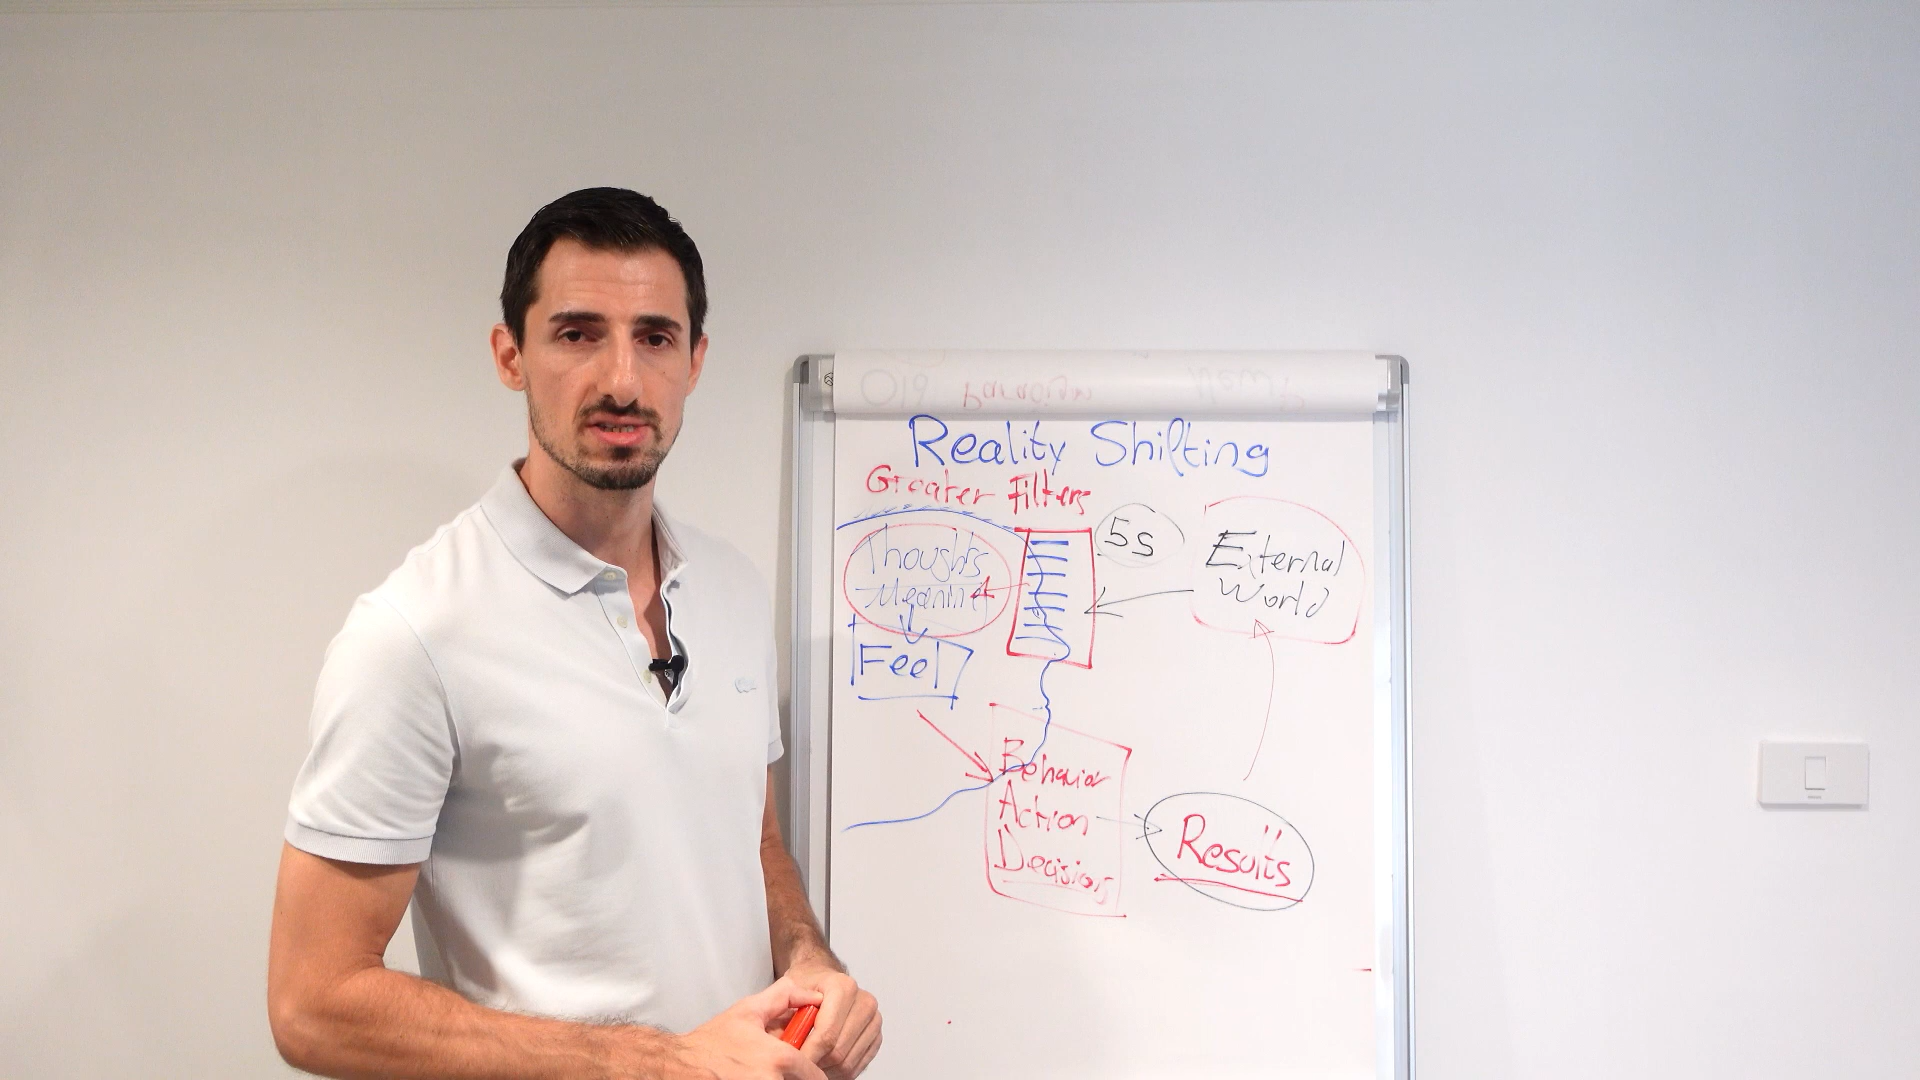 Reality Shifting
Greater Filters
5s
External
World
Thoughts
Meaning
Feel
Behavior
Action
Decisions
Results